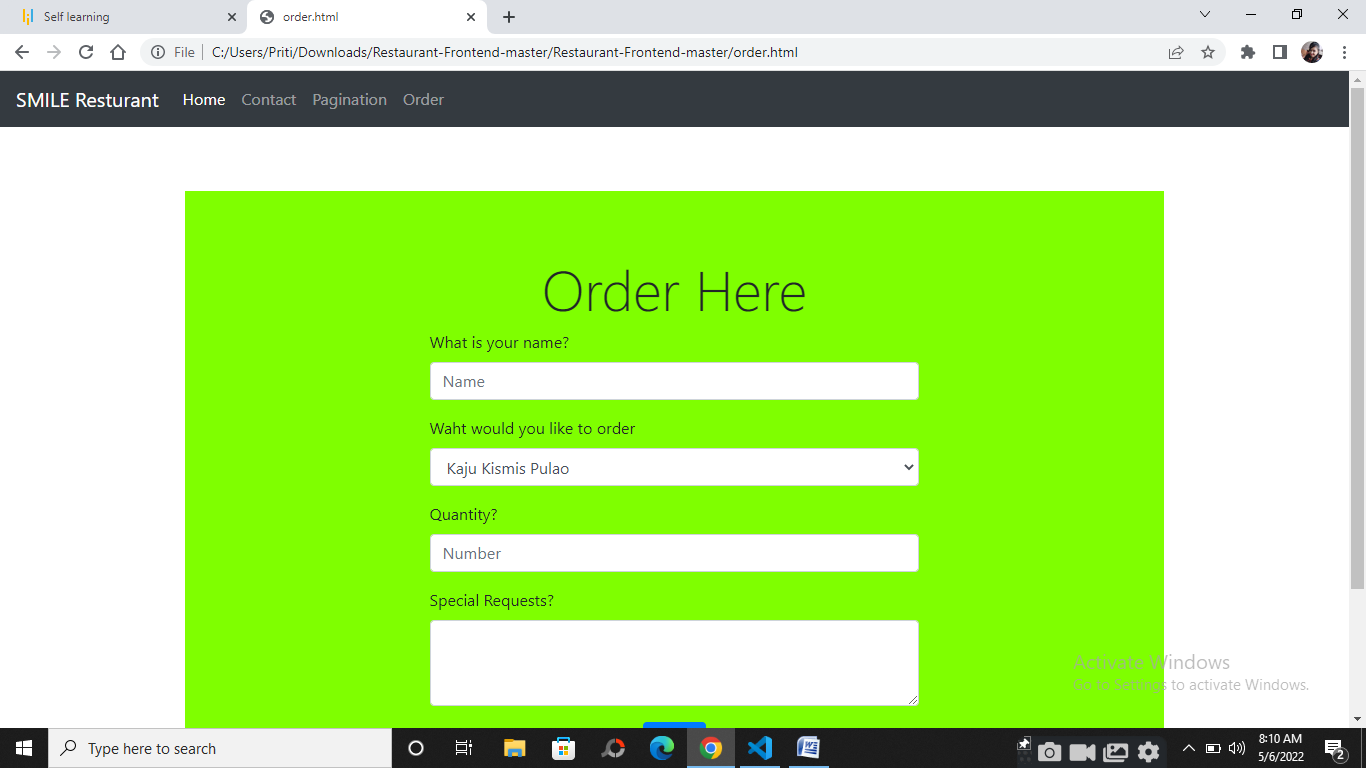 Self learning
order.html
File
C:/Users/Priti/Downloads/Restaurant-Frontend-master/Restaurant-Frontend-master/order.html
SMILE Resturant Home Contact Pagination Order
Order Here
What is your name?
Name
Waht would you like to order
Kaju Kismis Pulao
Quantity?
Number
Special Requests?
Activate Windows
Go to Settings to activate Windows.
Type here to search
8:10 AM
5/6/2022
2